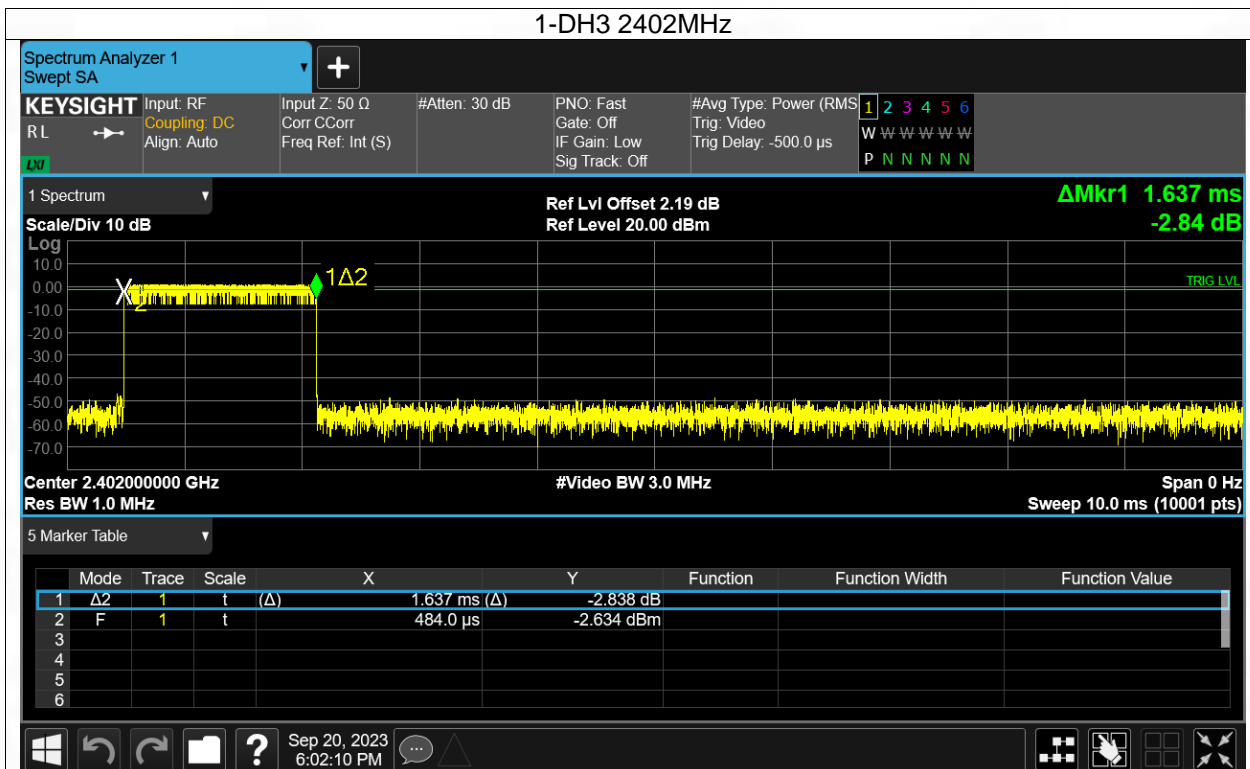 1-DH3 2402MHz
Spectrum Analyzer 1
Swept SA
+
KEYSIGHT Input: RF Input Z: 50 Ω #Atten: 30 dB PNO: Fast #Avg Type: Power (RMS 1 2 3 4 5 6
RL Coupling: DC Corr CCorr Gate: Off Trig: Video W W W W W W
Align: Auto Freq Ref: Int (S) IF Gain: Low Trig Delay: -500.0 µs
LXI Sig Track: Off P N N N N N
1 Spectrum Ref Lvl Offset 2.19 dB ΔMkr1 1.637 ms
Scale/Div 10 dB Ref Level 20.00 dBm -2.84 dB
Log
10.0
1Δ2
0.00 TRIG LVL
X
2
-10.0
-20.0
-30.0
-40.0
-50.0
-60.0
-70.0
Center 2.402000000 GHz #Video BW 3.0 MHz Span 0 Hz
Res BW 1.0 MHz Sweep 10.0 ms (10001 pts)
5 Marker Table
Mode Trace Scale X Y Function Function Width Function Value
1 Δ2 1 t (Δ) 1.637 ms (Δ) -2.838 dB
2 F 1 t 484.0 µs -2.634 dBm
3
4
5
6
? Sep 20, 2023
6:02:10 PM